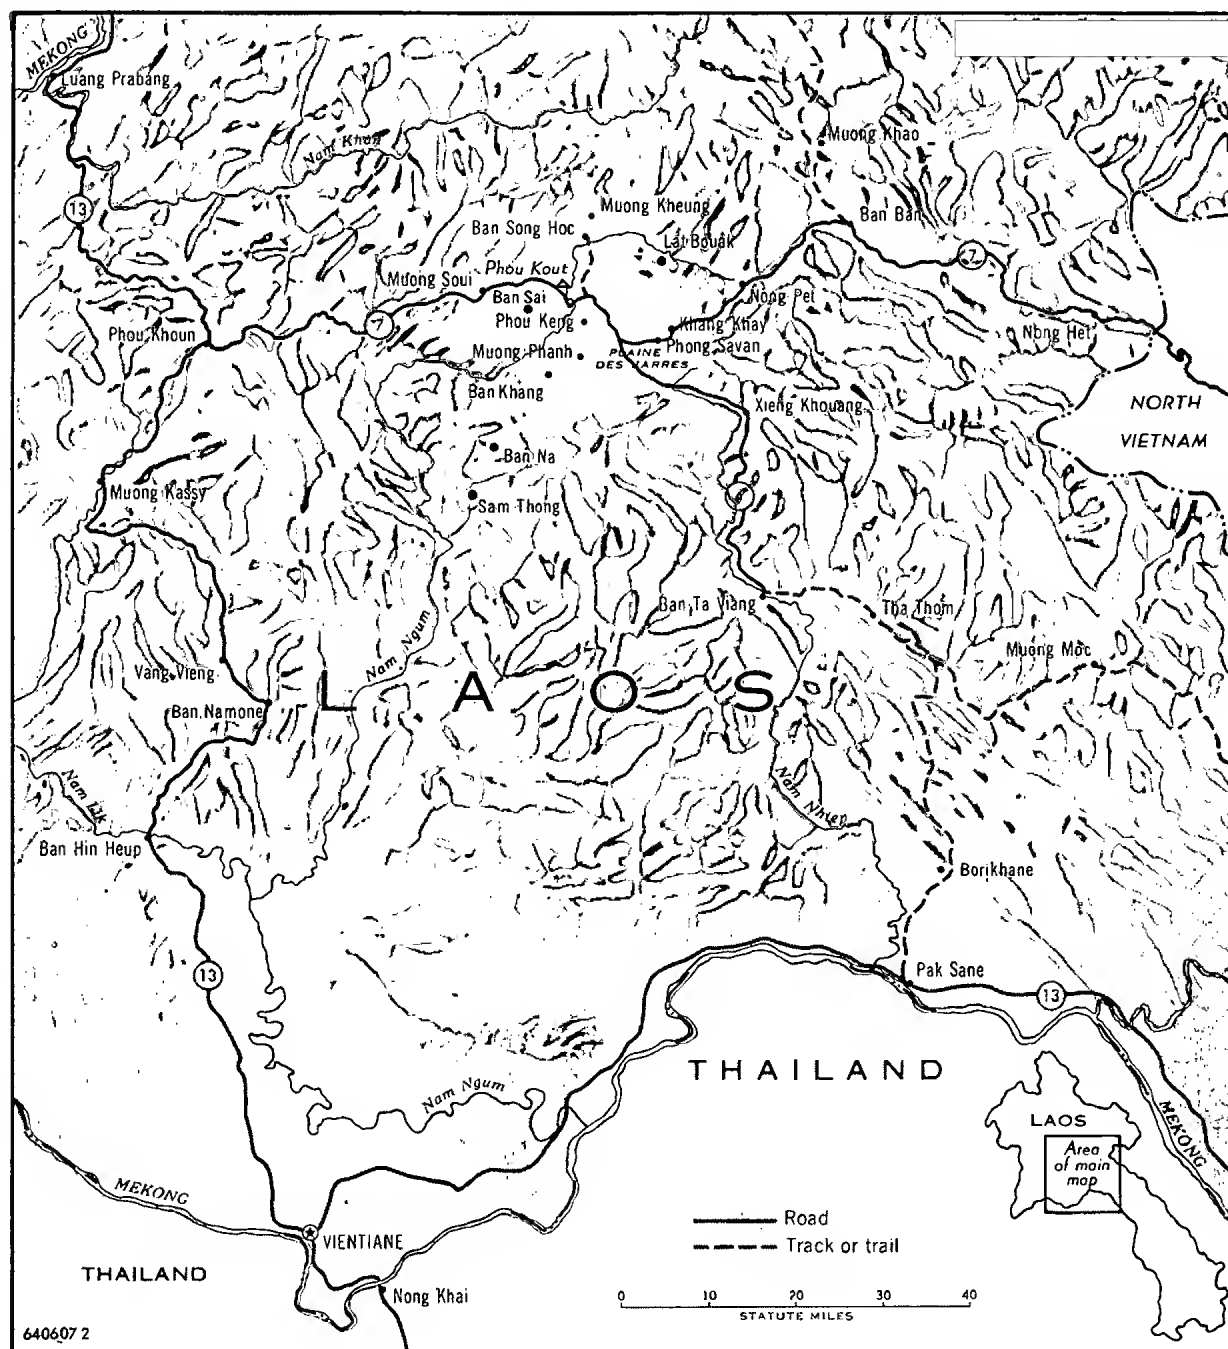 MEKONG
Luang Prabang
Nam Khan
Muong Khao
13
Muong Kheung
Ban Ban
Ban Song Hoc
Lat Bouak
7
Phou Kout
Muong Soui
Ban Sai
Nong Pet
7
Phou Keng
Khang Khay
Phou Khoun
Nong Het
Phong Savan
Muong Phanh
PLAINE
DES JARRES
Ban Khang
Xieng Khouang
NORTH
VIETNAM
Ban Na
Muong Kassy
Sam Thong
Ban Ta Viang
Tha Thom
Muong Moc
Nam Ngum
Vang Vieng
LAOS
Ban Namone
Nam Lik
Nam Nhiep
Ban Hin Heup
Borikhane
13
Pak Sane
13
THAILAND
Nam Ngum
LAOS
MEKONG
Area
of main
map
MEKONG
Road
VIENTIANE
Track or trail
THAILAND
Nong Khai
0 10 20 30 40
STATUTE MILES
640607 2